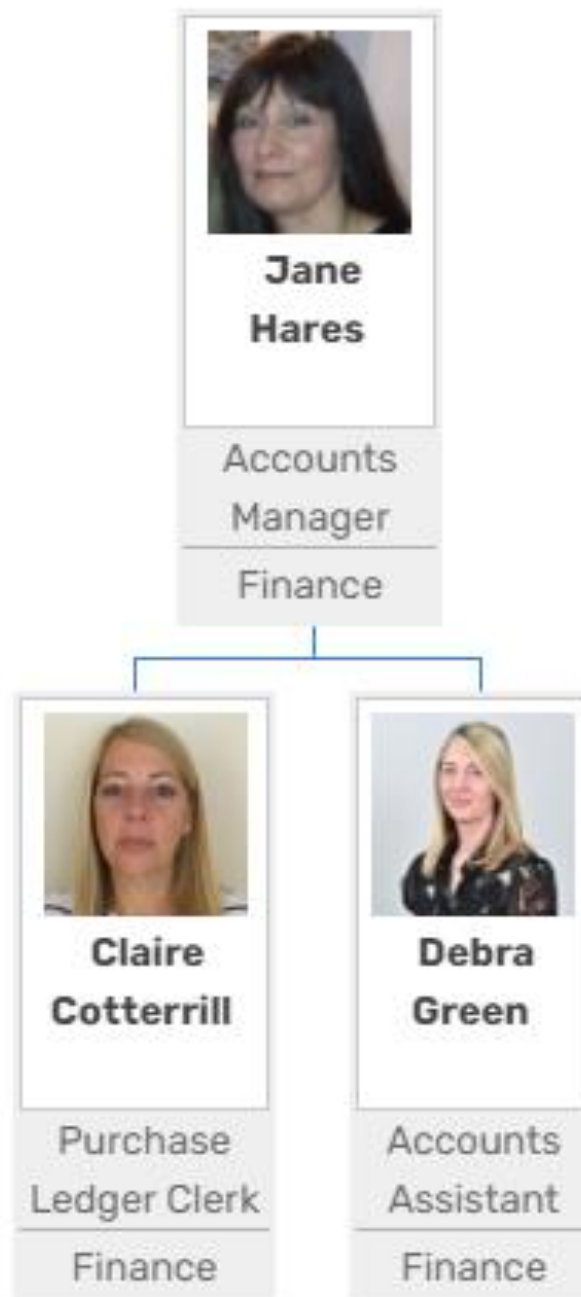 Jane
Hares
Accounts
Manager
Finance
Claire
Cotterrill
Purchase
Ledger Clerk
Finance
Debra
Green
Accounts
Assistant
Finance